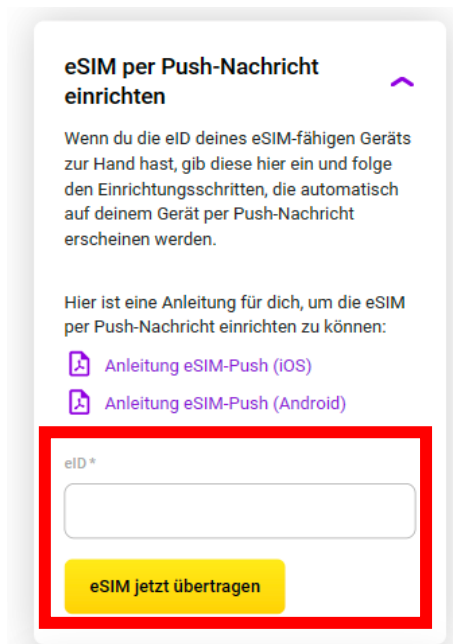 eSIM per Push-Nachricht
einrichten
Wenn du die eID deines eSIM-fähigen Geräts
zur Hand hast, gib diese hier ein und folge
den Einrichtungsschritten, die automatisch
auf deinem Gerät per Push-Nachricht
erscheinen werden.
Hier ist eine Anleitung für dich, um die eSIM
per Push-Nachricht einrichten zu können:
Anleitung eSIM-Push (iOS)
Anleitung eSIM-Push (Android)
eID*
eSIM jetzt übertragen